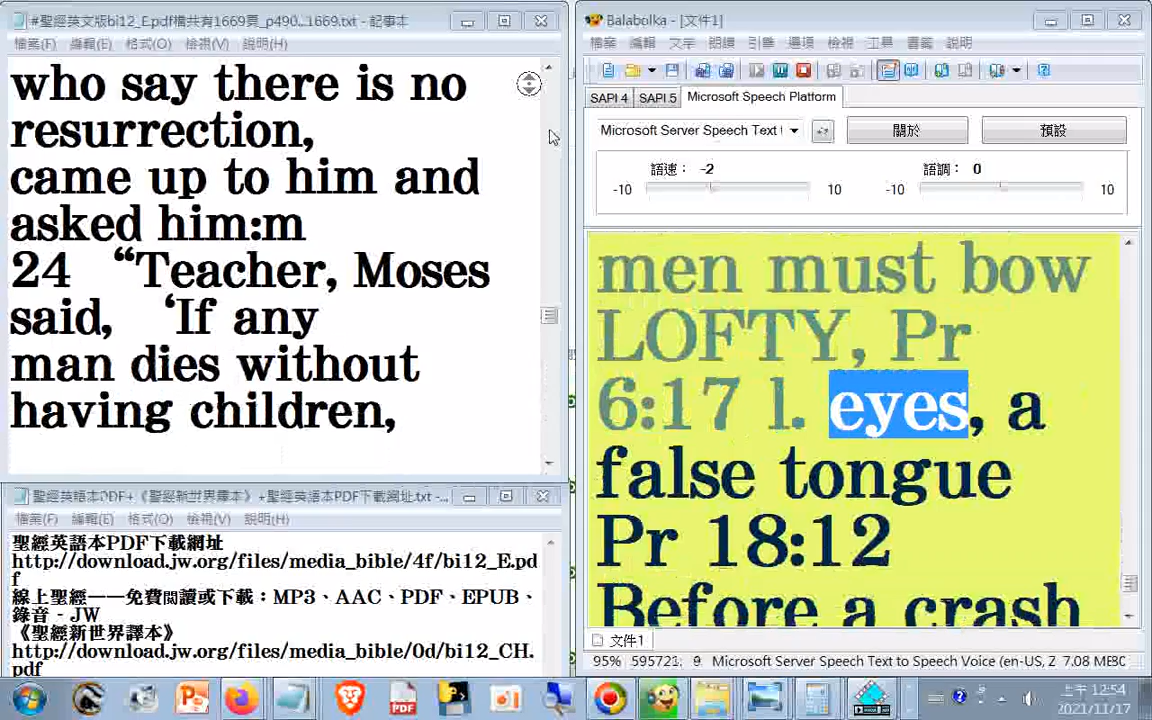 #聖經英文版bi12_E.pdf檔共有1669頁_p490...1669.txt - 記事本
檔案(F) 編輯(E) 格式(O) 檢視(V) 說明(H)
who say there is no
resurrection,
came up to him and
asked him:m
24 “Teacher, Moses
said, ‘If any
man dies without
having children,
聖經英語本PDF+《聖經新世界譯本》+聖經英語本PDF下載網址.txt - ...
檔案(F) 編輯(E) 格式(O) 檢視(V) 說明(H)
聖經英語本PDF下載網址
http://download.jw.org/files/media_bible/4f/bi12_E.pd
f
線上聖經——免費閱讀或下載：MP3、AAC、PDF、EPUB、
錄音 - JW
《聖經新世界譯本》
http://download.jw.org/files/media_bible/0d/bi12_CH.
pdf
Balabolka - [文件1]
檔案 編輯 文字 朗讀 引擎 選項 檢視 工具 書籤 說明
SAPI 4 SAPI 5 Microsoft Speech Platform
Microsoft Server Speech Text 關於 預設
語速： -2 語調： 0
-10 10 -10 10
men must bow
LOFTY, Pr
6:17 l. eyes, a
false tongue
Pr 18:12
Before a crash
文件1
95% 595721: 9 Microsoft Server Speech Text to Speech Voice (en-US, Z 7.08 МЕВС
PDF
上午 12:54
2021/11/17